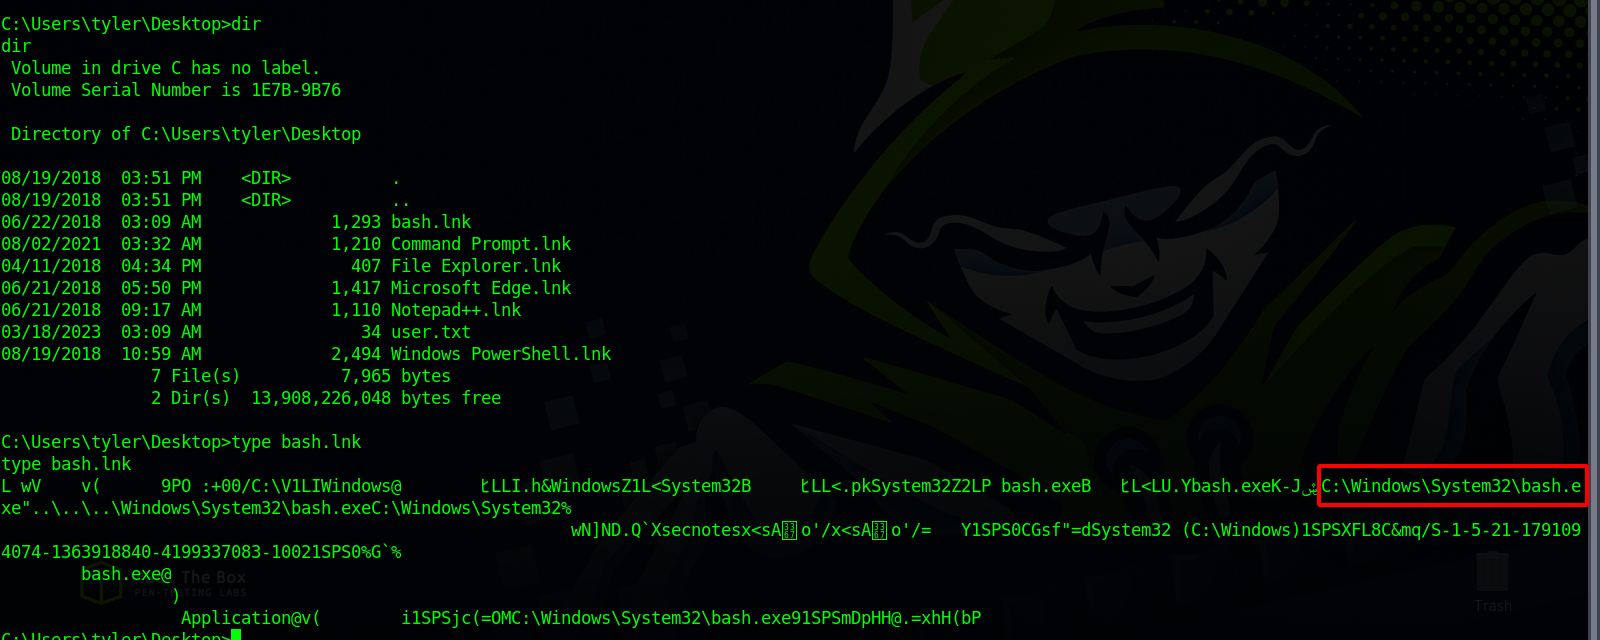 C:\Users\tyler\Desktop>dir
dir
 Volume in drive C has no label.
 Volume Serial Number is 1E7B-9B76

 Directory of C:\Users\tyler\Desktop

08/19/2018  03:51 PM    <DIR>          .
08/19/2018  03:51 PM    <DIR>          ..
06/22/2018  03:09 AM             1,293 bash.lnk
08/02/2021  03:32 AM             1,210 Command Prompt.lnk
04/11/2018  04:34 PM               407 File Explorer.lnk
06/21/2018  05:50 PM             1,417 Microsoft Edge.lnk
06/21/2018  09:17 AM             1,110 Notepad++.lnk
03/18/2023  03:09 AM                34 user.txt
08/19/2018  10:59 AM             2,494 Windows PowerShell.lnk
               7 File(s)          7,965 bytes
               2 Dir(s)  13,908,226,048 bytes free

C:\Users\tyler\Desktop>type bash.lnk
type bash.lnk
L wV    v(      9PO :+00/C:\V1LIWindows@        ŁLLI.h&WindowsZ1L<System32B     ŁLL<.pkSystem32Z2LP bash.exeB   ŁL<LU.Ybash.exeK-J C:\Windows\System32\bash.e
xe"..\..\..\Windows\System32\bash.exeC:\Windows\System32%
wN]ND.Q`Xsecnotesx<sA o'/x<sA o'/=   Y1SPS0CGsf"=dSystem32 (C:\Windows)1SPSXFL8C&mq/S-1-5-21-179109
4074-1363918840-4199337083-10021SPS0%G`%
        bash.exe@
The Box
PEN-TESTING LABS
                 )
                  Application@v(        i1SPSjc(=OMC:\Windows\System32\bash.exe91SPSmDpHH@.=xhH(bP
C:\Users\tyler\Desktop>
Trash